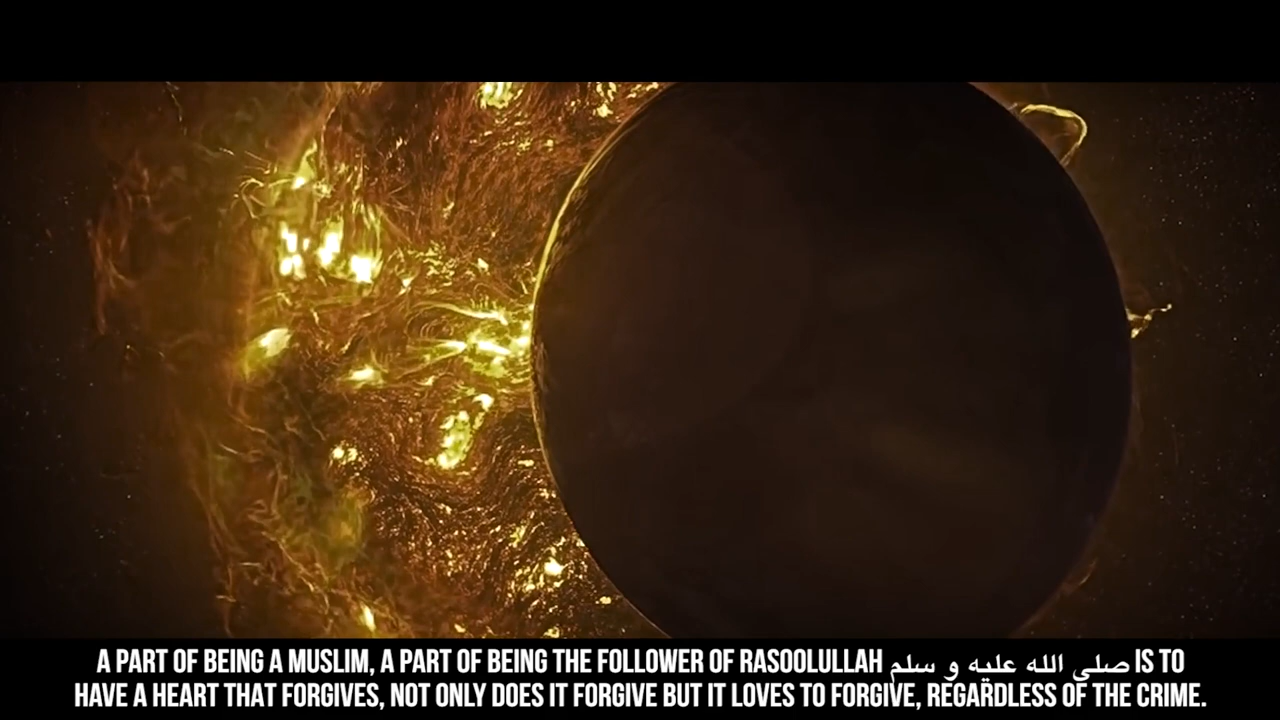 A PART OF BEING A MUSLIM, A PART OF BEING THE FOLLOWER OF RASOOLULLAH صلى الله عليه و سلم IS TO
HAVE A HEART THAT FORGIVES, NOT ONLY DOES IT FORGIVE BUT IT LOVES TO FORGIVE, REGARDLESS OF THE CRIME.